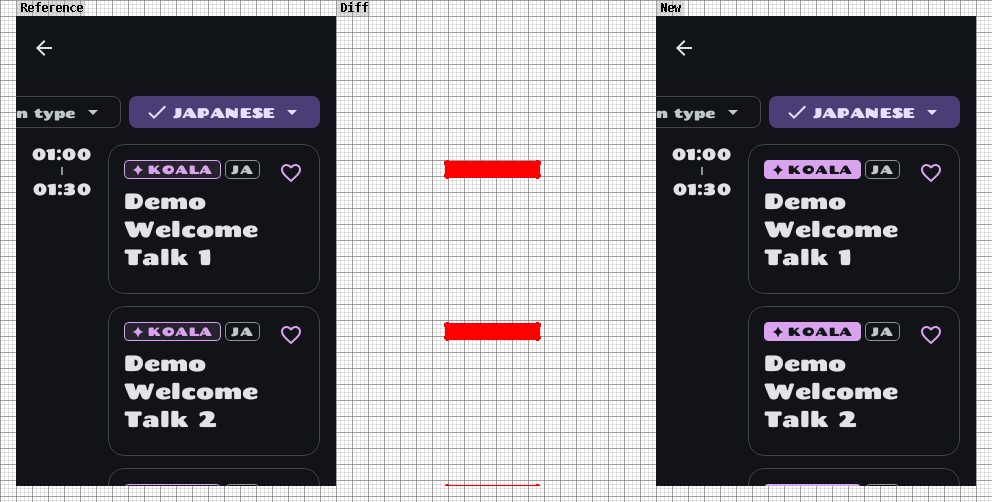 Reference
Diff
New
n type
JAPANESE
01:00
01:30
KOALA
JA
Demo
Welcome
Talk 1
KOALA
JA
Demo
Welcome
Talk 2
n type
JAPANESE
01:00
01:30
KOALA
JA
Demo
Welcome
Talk 1
KOALA
JA
Demo
Welcome
Talk 2